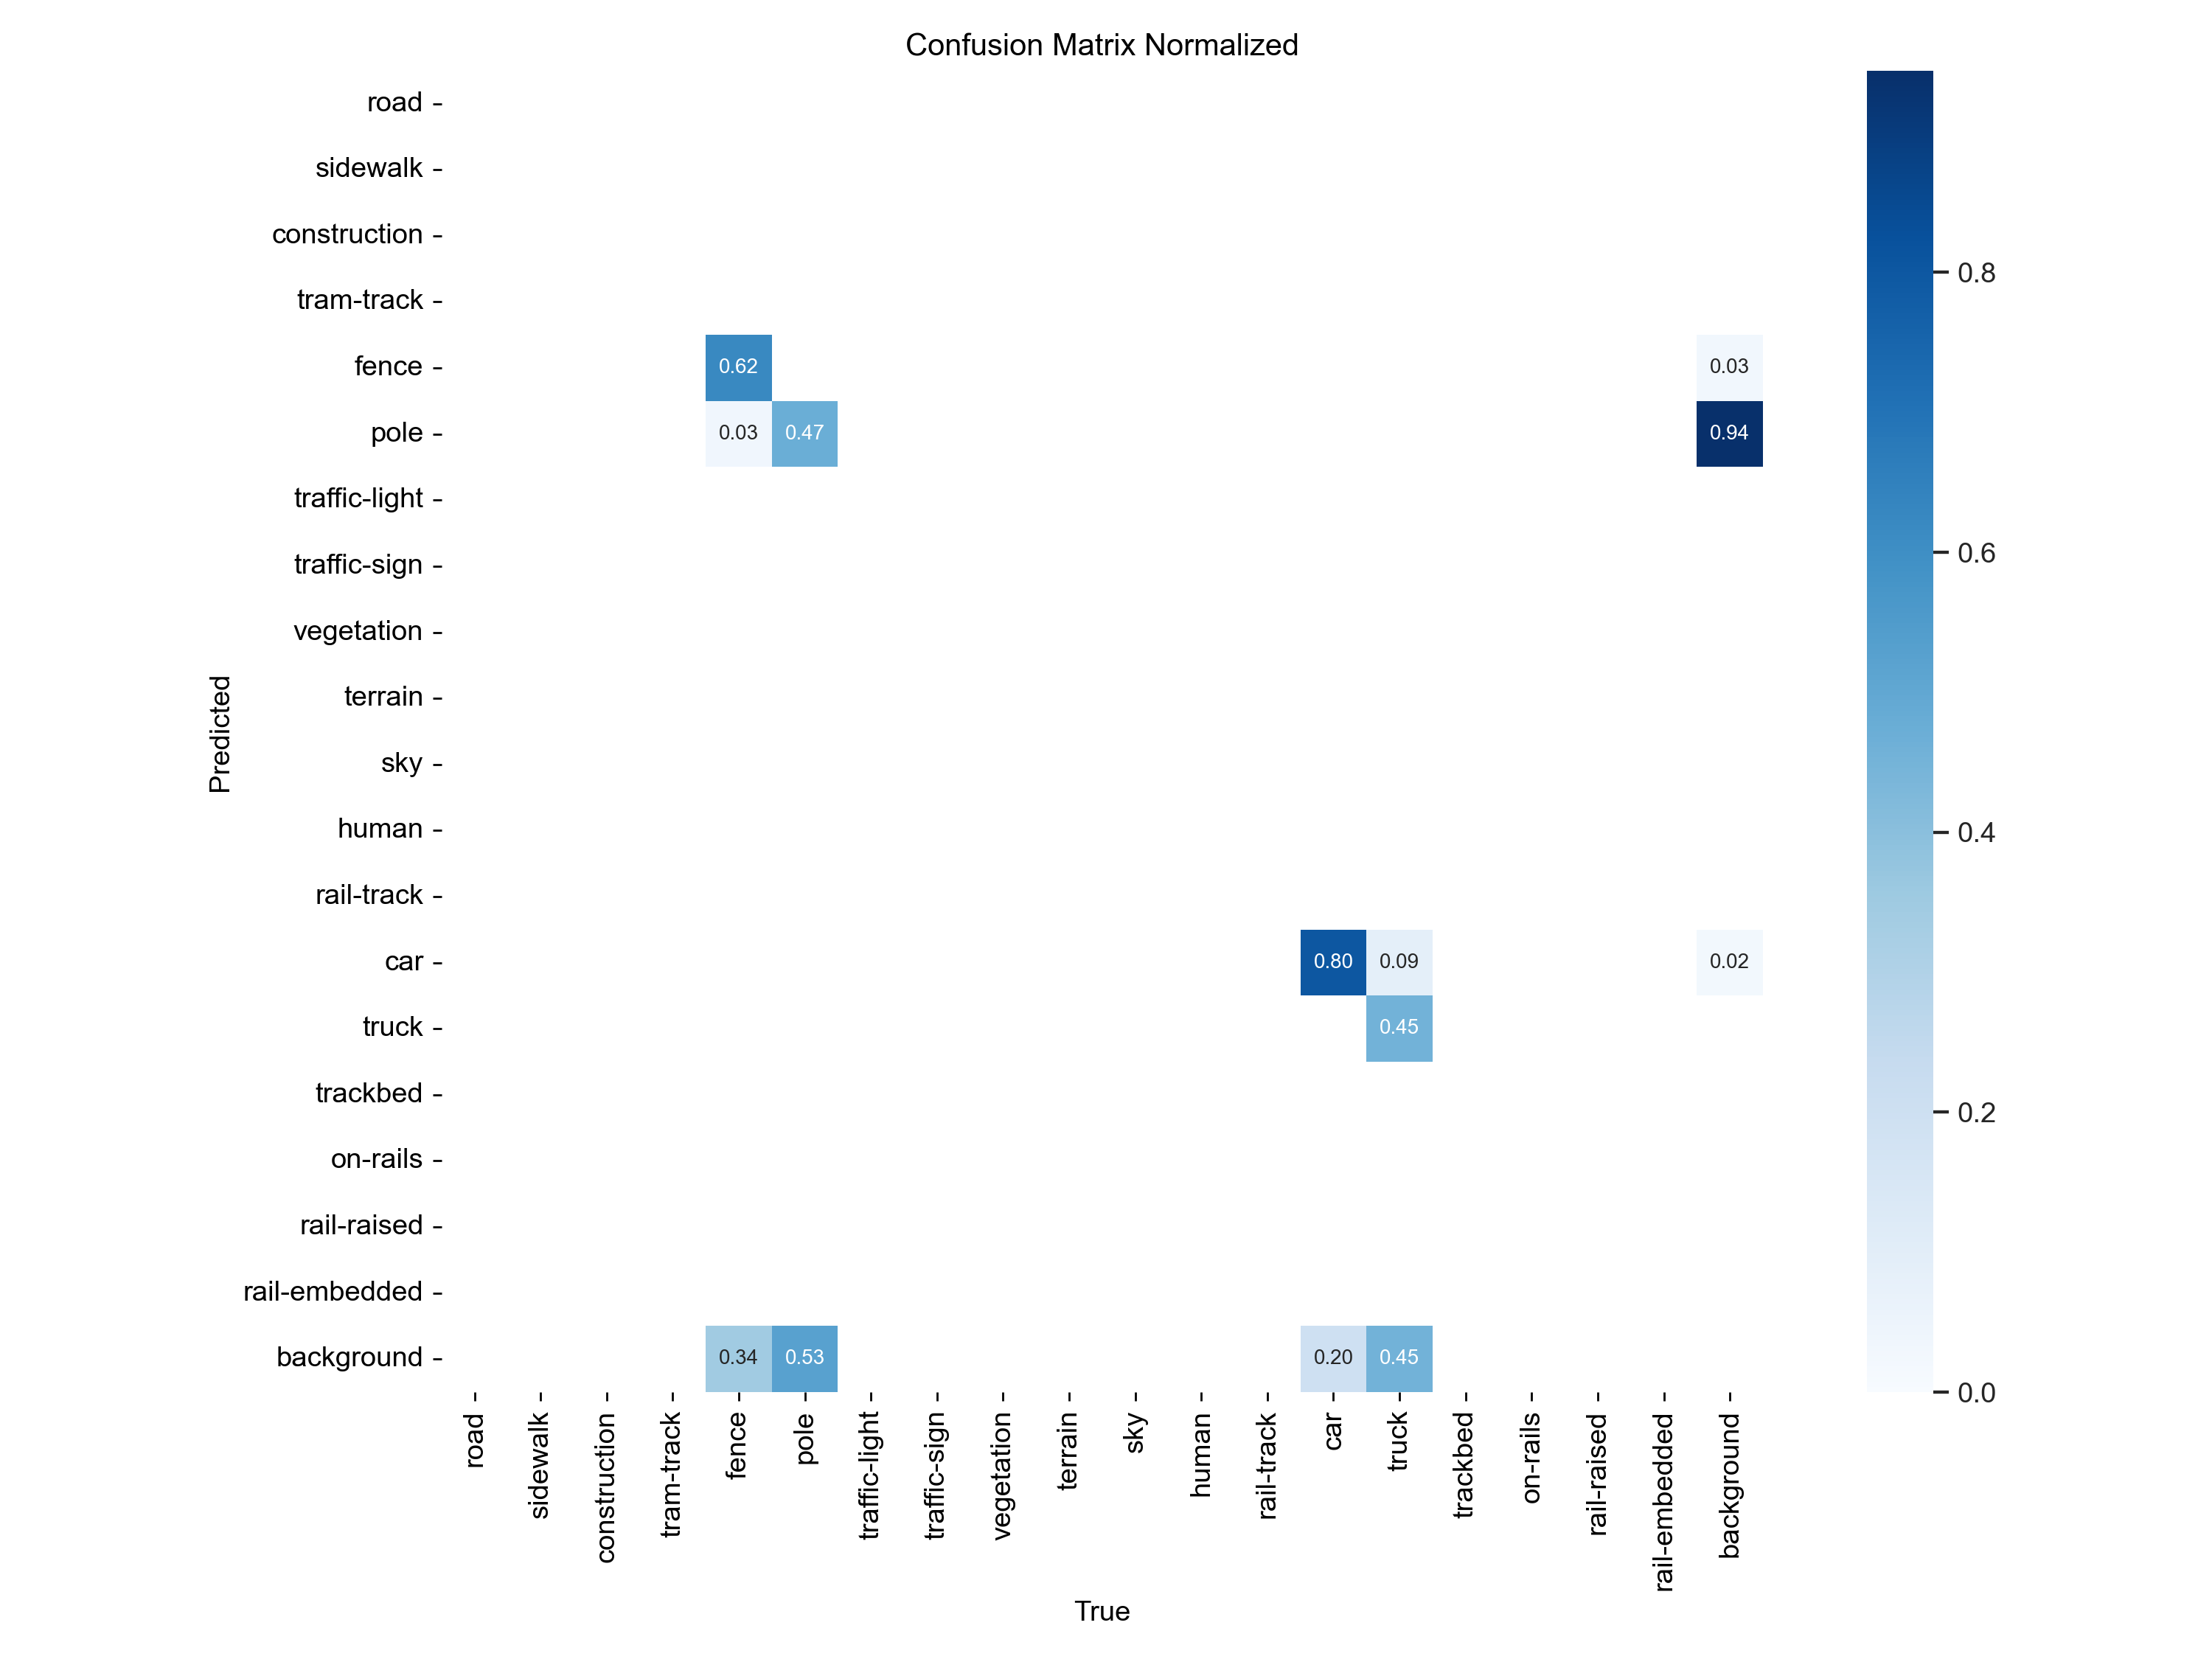 Confusion Matrix Normalized
road
sidewalk
construction
tram-track
fence
0.62
0.03
pole
0.03
0.47
0.94
traffic-light
traffic-sign
vegetation
terrain
sky
human
rail-track
car
0.80
0.09
0.02
truck
0.45
trackbed
on-rails
rail-raised
rail-embedded
background
0.34
0.53
0.20
0.45
Predicted
road
sidewalk
construction
tram-track
fence
pole
traffic-light
traffic-sign
vegetation
terrain
sky
human
rail-track
car
truck
trackbed
on-rails
rail-raised
rail-embedded
background
True
0.8
0.6
0.4
0.2
0.0